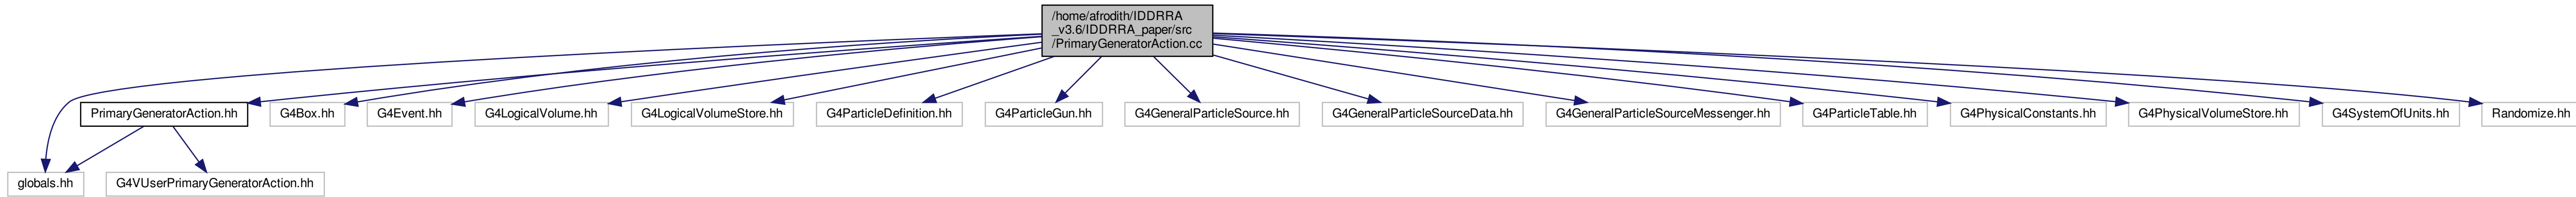 /home/afrodith/IDDRRA
_v3.6/IDDRRA_paper/src
/PrimaryGeneratorAction.cc
PrimaryGeneratorAction.hh
G4Box.hh
G4Event.hh
G4LogicalVolume.hh
G4LogicalVolumeStore.hh
G4ParticleDefinition.hh
G4ParticleGun.hh
G4GeneralParticleSource.hh
G4GeneralParticleSourceData.hh
G4GeneralParticleSourceMessenger.hh
G4ParticleTable.hh
G4PhysicalConstants.hh
G4PhysicalVolumeStore.hh
G4SystemOfUnits.hh
Randomize.hh
globals.hh
G4VUserPrimaryGeneratorAction.hh